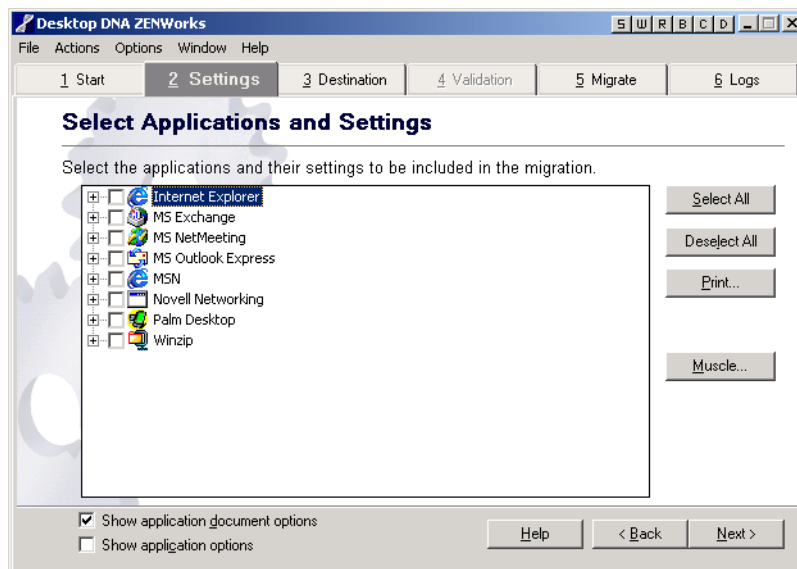 Desktop DNA ZENWorks S W R B C D
File Actions Options Window Help
1 Start 2 Settings 3 Destination 4 Validation 5 Migrate 6 Logs
Select Applications and Settings
Select the applications and their settings to be included in the migration.
Internet Explorer
MS Exchange
MS NetMeeting
MS Outlook Express
MSN
Novell Networking
Palm Desktop
Winzip
Select All
Deselect All
Print...
Muscle...
Show application document options
Show application options
Help < Back Next >